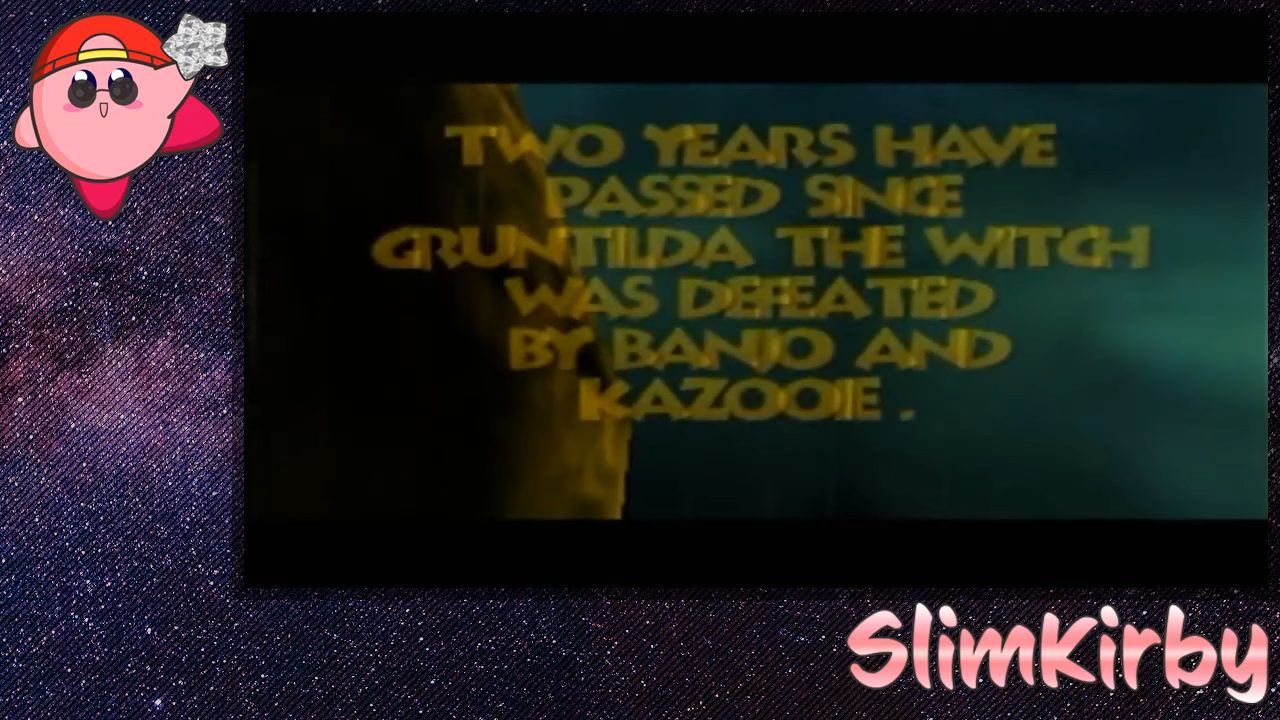 TWO YEARS HAVE
PASSED SINCE
GRUNTILDA THE WITCH
WAS DEFEATED
BY BANJO AND
KAZOOIE .
SlimKirby